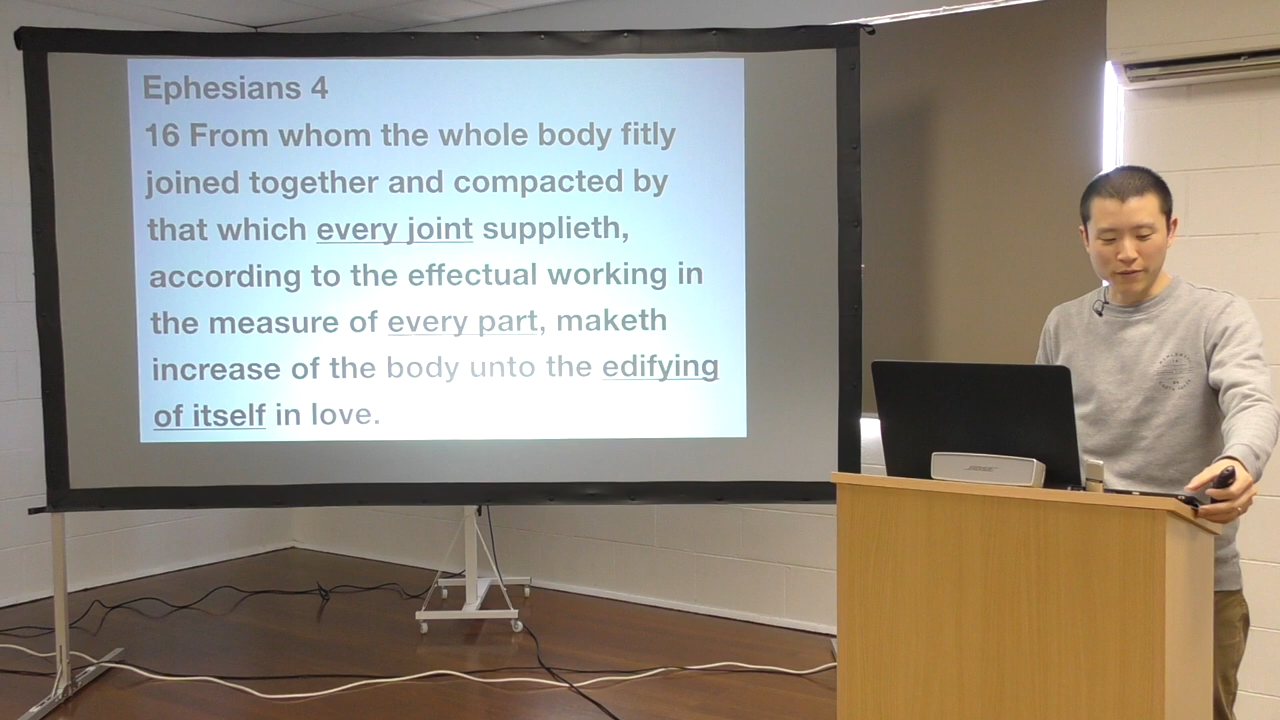 Ephesians 4
16 From whom the whole body fitly
joined together and compacted by
that which every joint supplieth,
according to the effectual working in
the measure of every part, maketh
increase of the body unto the edifying
of itself in love.